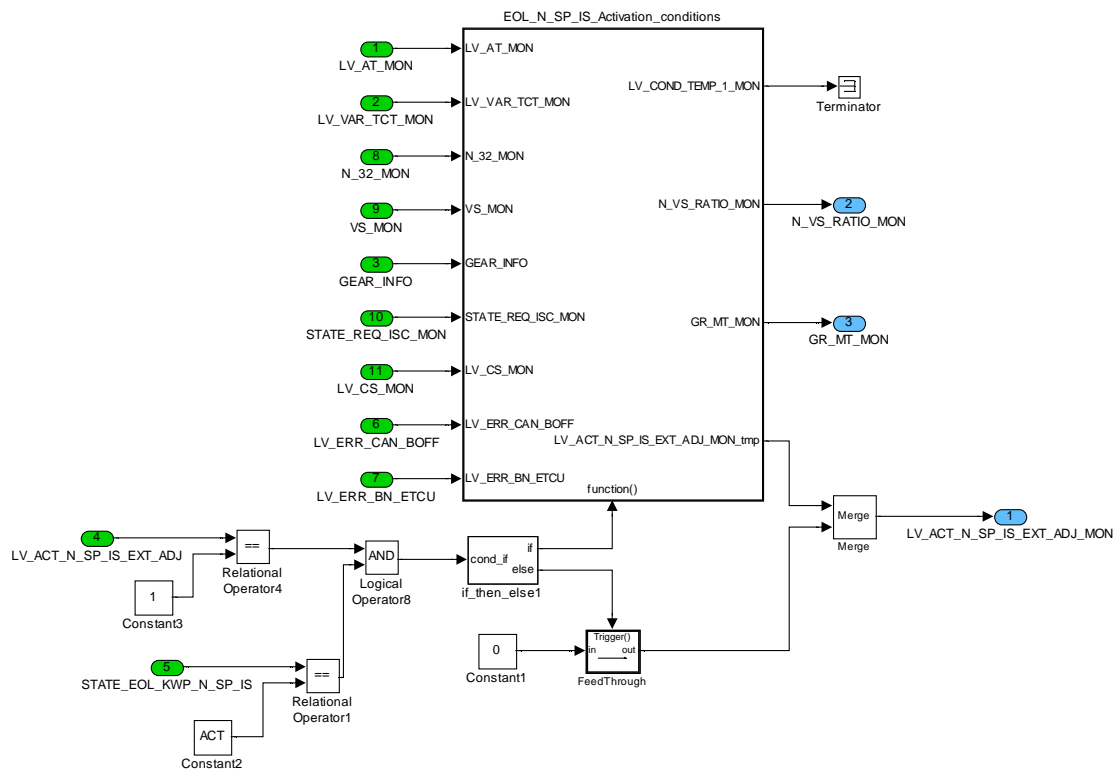 EOL_N_SP_IS_Activation_conditions
1
LV_AT_MON
LV_AT_MON
LV_COND_TEMP_1_MON
Terminator
2
LV_VAR_TCT_MON
LV_VAR_TCT_MON
8
N_32_MON
N_32_MON
9
VS_MON
VS_MON
N_VS_RATIO_MON
2
N_VS_RATIO_MON
3
GEAR_INFO
GEAR_INFO
10
STATE_REQ_ISC_MON
STATE_REQ_ISC_MON
GR_MT_MON
3
GR_MT_MON
11
LV_CS_MON
LV_CS_MON
6
LV_ERR_CAN_BOFF
LV_ERR_CAN_BOFF
LV_ACT_N_SP_IS_EXT_ADJ_MON_tmp
7
LV_ERR_BN_ETCU
LV_ERR_BN_ETCU
function()
Merge
Merge
1
LV_ACT_N_SP_IS_EXT_ADJ_MON
4
LV_ACT_N_SP_IS_EXT_ADJ
==
Relational
Operator4
1
Constant3
AND
Logical
Operator8
cond_if
if
else
if_then_else1
0
Constant1
Trigger()
in
out
FeedThrough
5
STATE_EOL_KWP_N_SP_IS
==
Relational
Operator1
ACT
Constant2